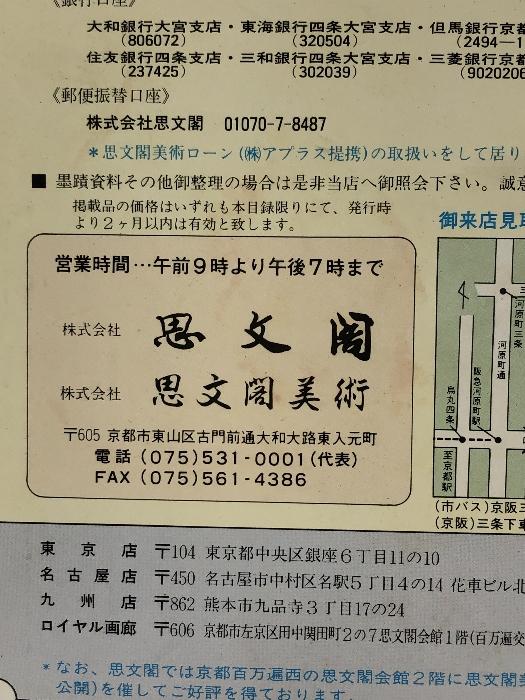 《銀行口座》
大和銀行大宮支店・東海銀行四条大宮支店・但馬銀行京都
(806072) (320504) (2494―1
住友銀行四条大宮支店・三和銀行四条大宮支店・三菱銀行京都
(237425) (302039) (9020206
《郵便振替口座》
株式会社思文閣 01070-7-8487
＊思文閣美術ローン(㈱アプラス提携)の取扱いをして居り
■ 墨蹟資料その他御整理の場合は是非当店へ御照会下さい。誠意
掲載品の価格はいずれも本目録限りにて、発行時
より2ヶ月以内は有効と致します。
営業時間…午前9時より午後7時まで
株式会社 思文閣
株式会社 思文閣美術
〒605 京都市東山区古門前通大和大路東入元町
電話 (075)531-0001(代表)
FAX (075)561-4386
御来店見取
三
河原町三条
河原町通
阪急河原町駅
烏丸四条
至京都駅
(市バス)京阪三
(京阪)三条下車
東京店 〒104 東京都中央区銀座6丁目11の10
名古屋店 〒450 名古屋市中村区名駅5丁目4の14 花車ビル北
九州店 〒862 熊本市九品寺3丁目17の24
ロイヤル画廊 〒606 京都市左京区田中関田町2の7思文閣会館1階(百万遍交
＊なお、思文閣では京都百万遍西の思文閣会館2階に思文閣美
公開)を催してご好評を得ております。